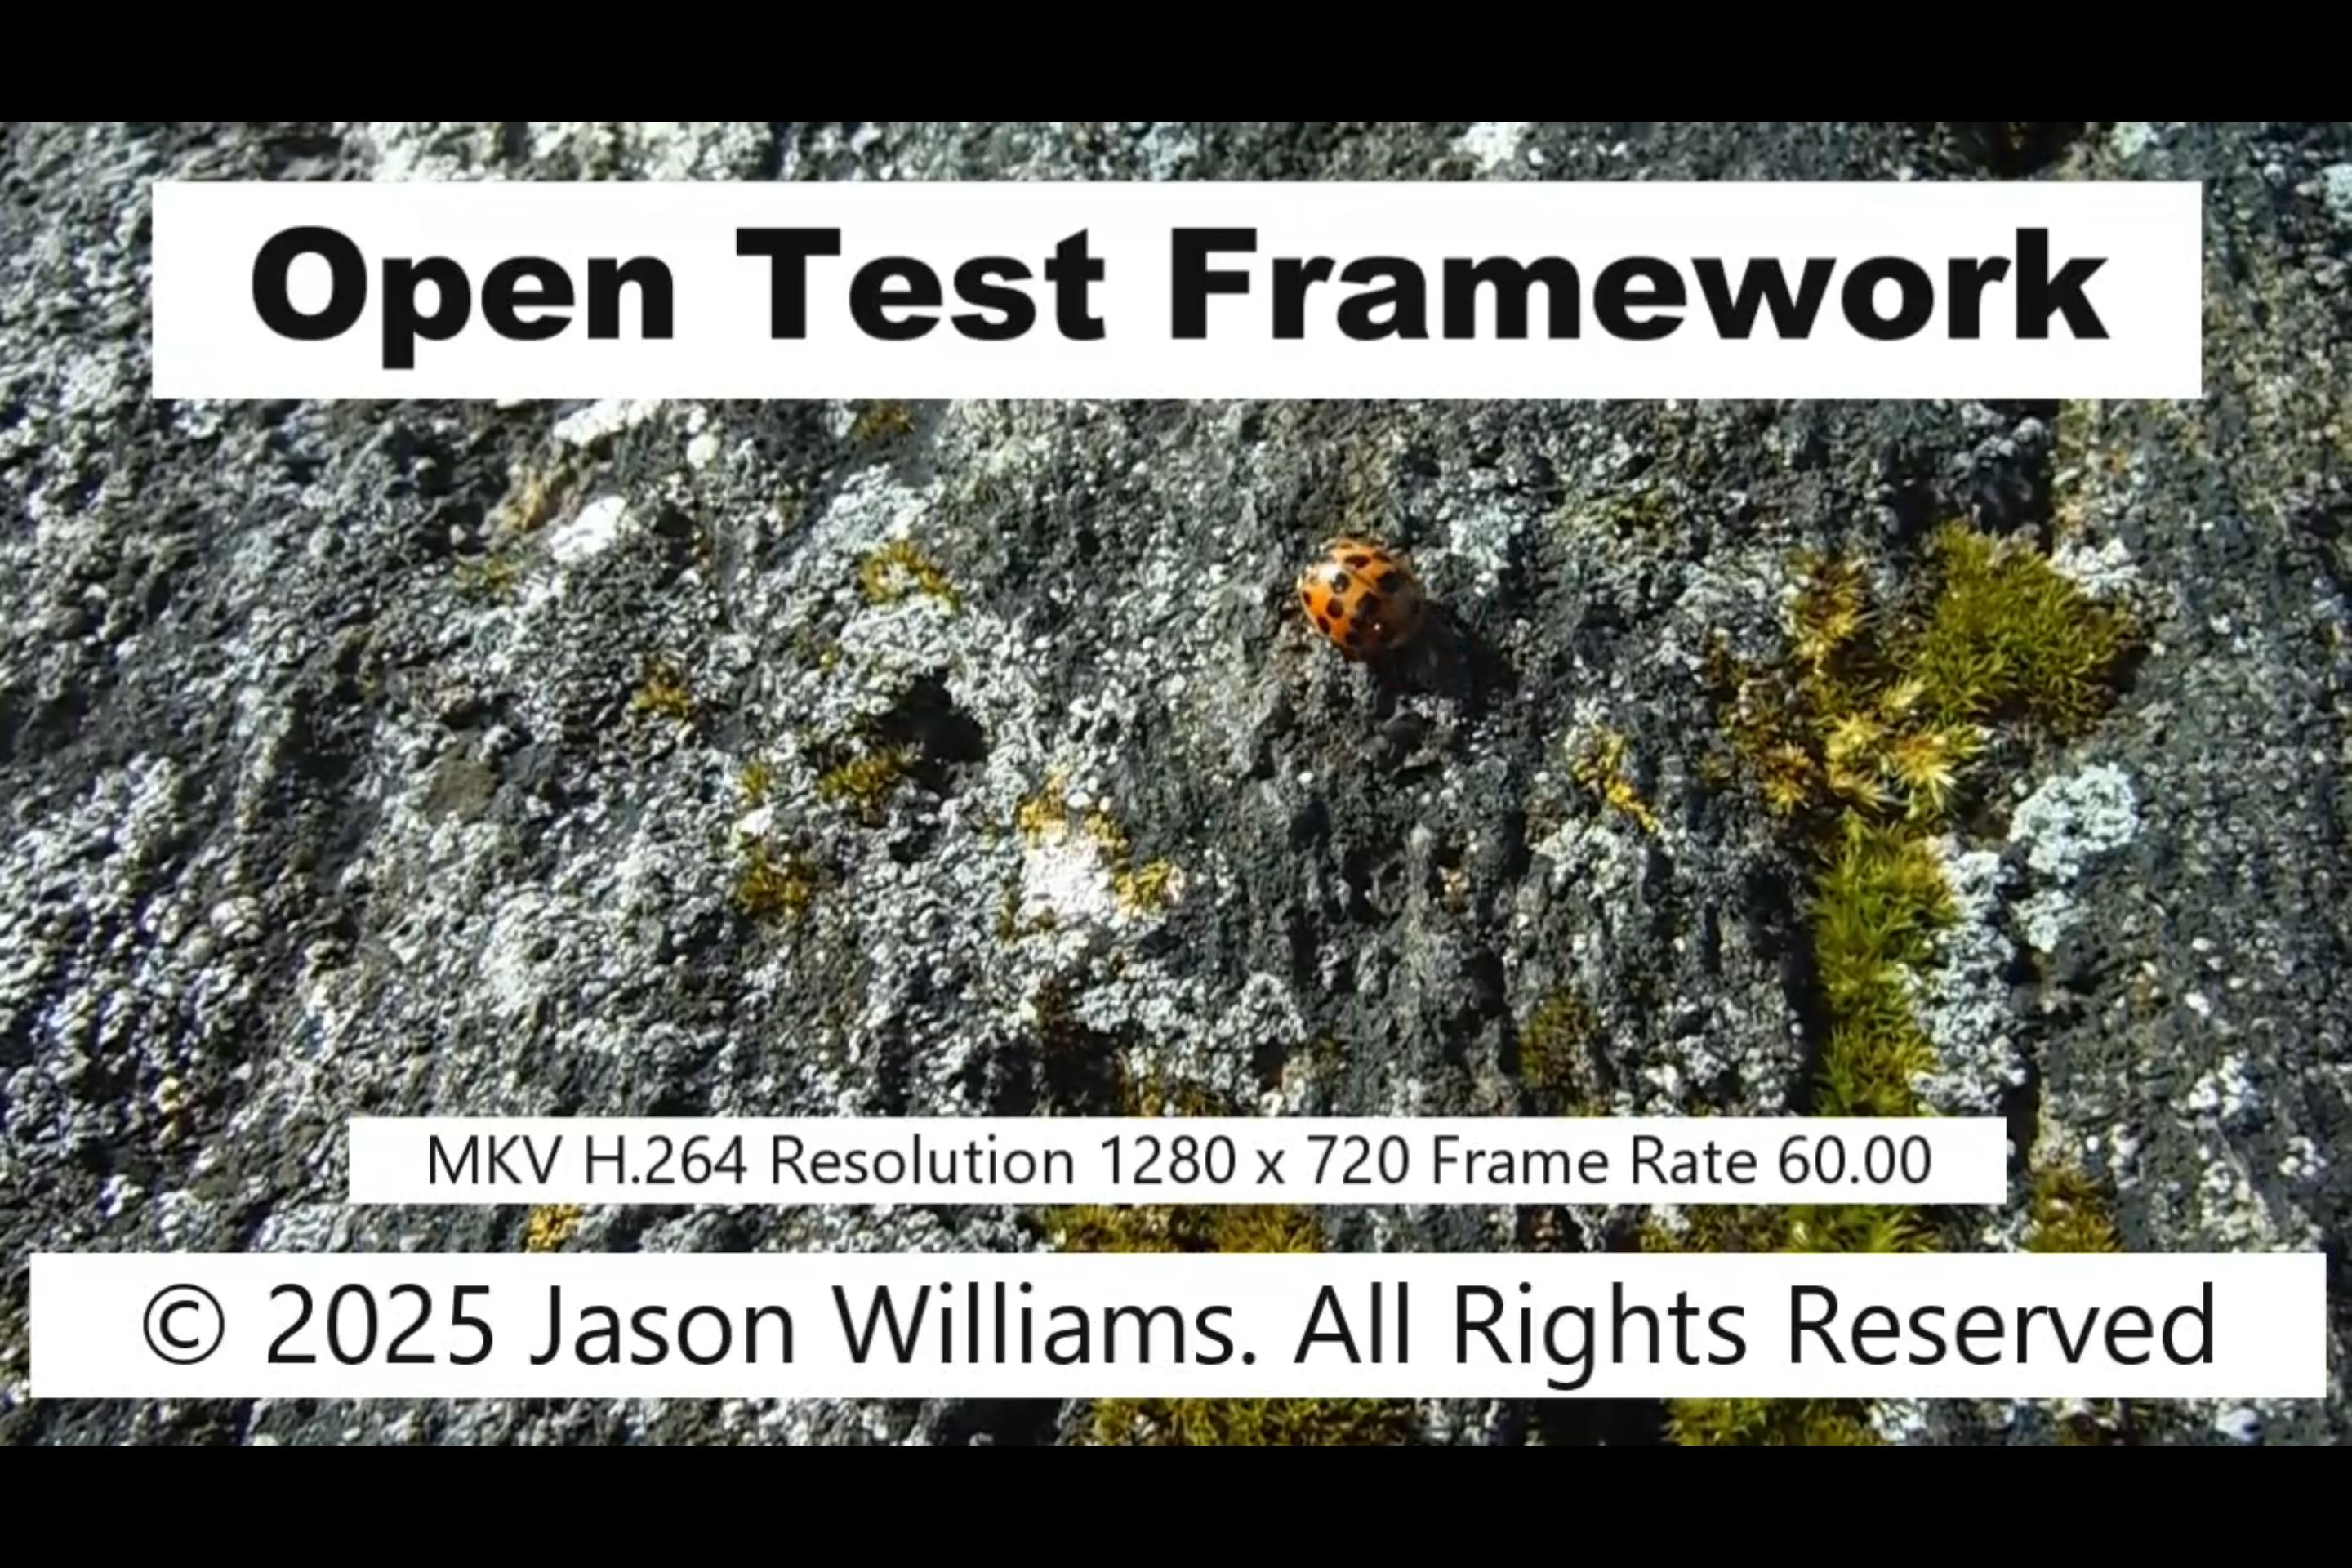 Open Test Framework
MKV H.264 Resolution 1280 x 720 Frame Rate 60.00
© 2025 Jason Williams. All Rights Reserved